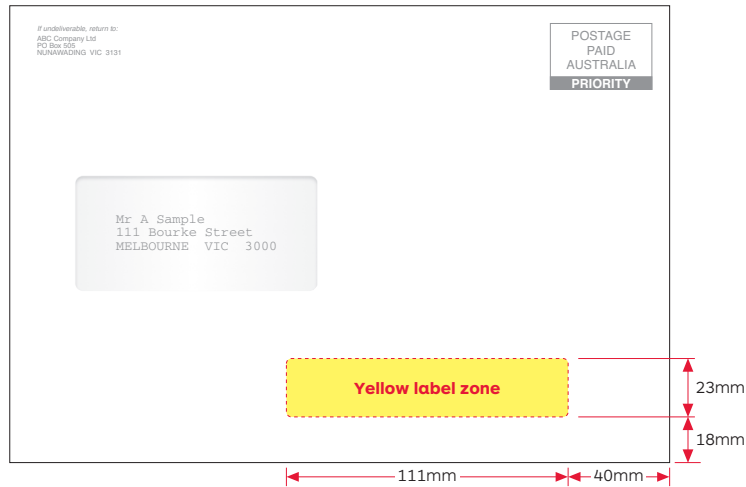 If undeliverable, return to:
ABC Company Ltd
PO Box 505
NUNAWADING VIC 3131
POSTAGE
PAID
AUSTRALIA
PRIORITY
Mr A Sample
111 Bourke Street
MELBOURNE VIC 3000
Yellow label zone
23mm
18mm
111mm
40mm